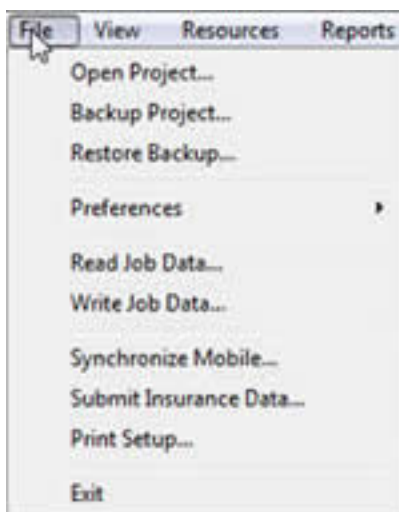 File View Resources Reports
Open Project...
Backup Project...
Restore Backup...
Preferences
Read Job Data...
Write Job Data...
Synchronize Mobile...
Submit Insurance Data...
Print Setup...
Exit